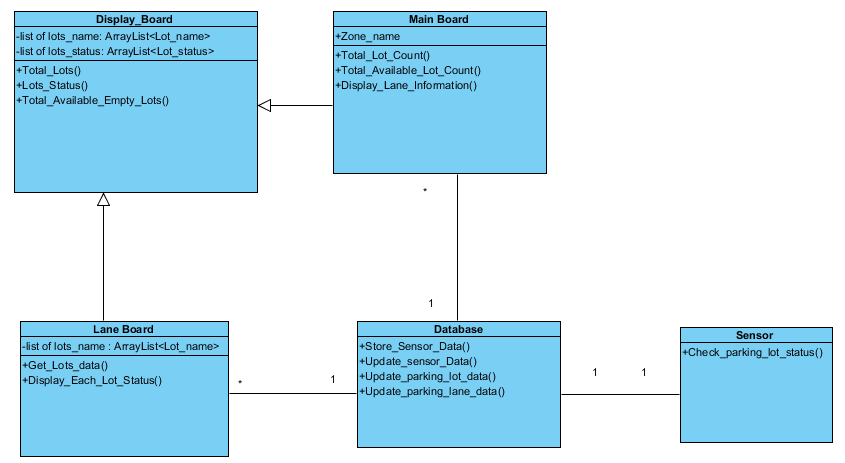 Display_Board
-list of lots_name: ArrayList<Lot_name>
-list of lots_status: ArrayList<Lot_status>
+Total_Lots()
+Lots_Status()
+Total_Available_Empty_Lots()
Main Board
+Zone_name
+Total_Lot_Count()
+Total_Available_Lot_Count()
+Display_Lane_Information()
*
1
Lane Board
-list of lots_name : ArrayList<Lot_name>
+Get_Lots_data()
+Display_Each_Lot_Status()
*
1
Database
+Store_Sensor_Data()
+Update_sensor_Data()
+Update_parking_lot_data()
+Update_parking_lane_data()
1
1
Sensor
+Check_parking_lot_status()